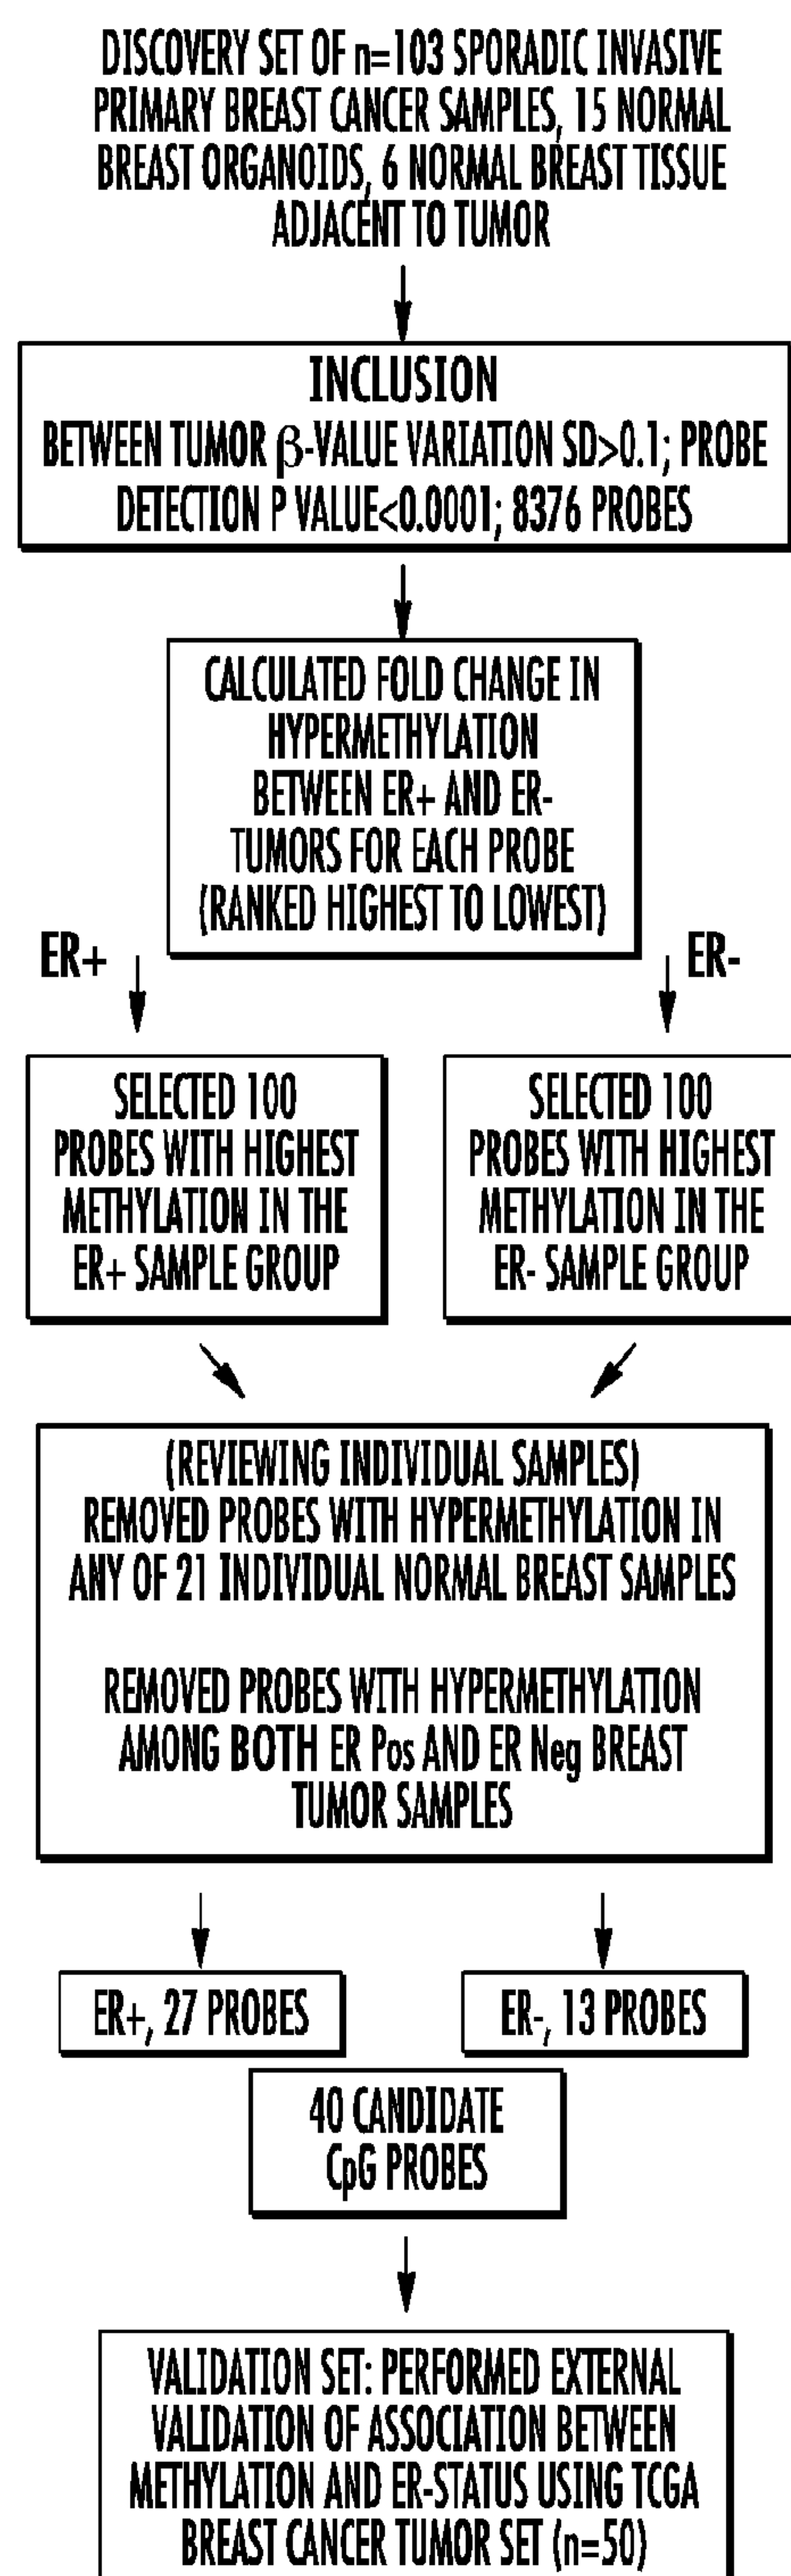 DISCOVERY SET OF n=103 SPORADIC INVASIVE
PRIMARY BREAST CANCER SAMPLES, 15 NORMAL
BREAST ORGANOIDS, 6 NORMAL BREAST TISSUE
ADJACENT TO TUMOR
INCLUSION
BETWEEN TUMOR β-VALUE VARIATION SD>0.1; PROBE
DETECTION P VALUE<0.0001; 8376 PROBES
CALCULATED FOLD CHANGE IN
HYPERMETHYLATION
BETWEEN ER+ AND ER-
TUMORS FOR EACH PROBE
(RANKED HIGHEST TO LOWEST)
ER+
ER-
SELECTED 100
PROBES WITH HIGHEST
METHYLATION IN THE
ER+ SAMPLE GROUP
SELECTED 100
PROBES WITH HIGHEST
METHYLATION IN THE
ER- SAMPLE GROUP
(REVIEWING INDIVIDUAL SAMPLES)
REMOVED PROBES WITH HYPERMETHYLATION IN
ANY OF 21 INDIVIDUAL NORMAL BREAST SAMPLES
REMOVED PROBES WITH HYPERMETHYLATION
AMONG BOTH ER Pos AND ER Neg BREAST
TUMOR SAMPLES
ER+, 27 PROBES
ER-, 13 PROBES
40 CANDIDATE
CpG PROBES
VALIDATION SET: PERFORMED EXTERNAL
VALIDATION OF ASSOCIATION BETWEEN
METHYLATION AND ER-STATUS USING TCGA
BREAST CANCER TUMOR SET (n=50)